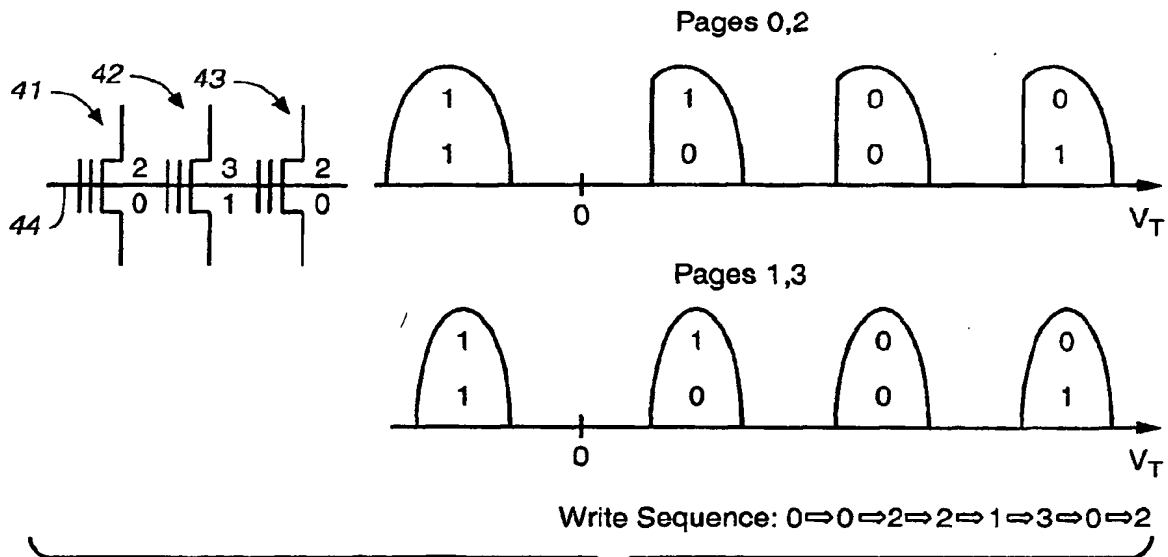 Pages 0,2
41 42 43
2 3 2
0 1 0
44
1 1 0 0
1 0 0 1
0 V_T
Pages 1,3
1 1 0 0
1 0 0 1
0 V_T
Write Sequence: 0⇨0⇨2⇨2⇨1⇨3⇨0⇨2